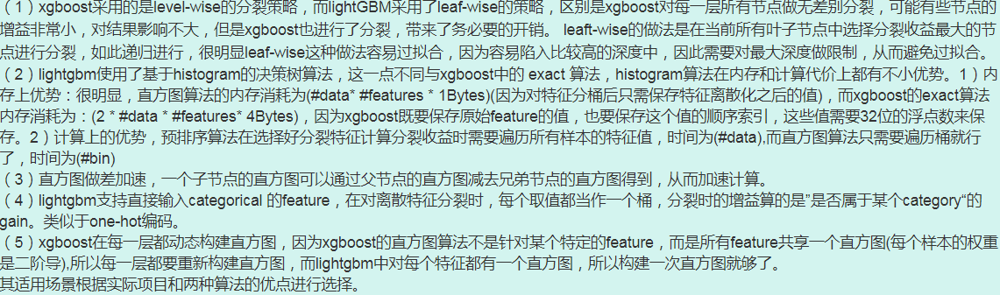 （1）xgboost采用的是level-wise的分裂策略，而lightGBM采用了leaf-wise的策略，区别是xgboost对每一层所有节点做无差别分裂，可能有些节点的
增益非常小，对结果影响不大，但是xgboost也进行了分裂，带来了务必要的开销。 leaft-wise的做法是在当前所有叶子节点中选择分裂收益最大的节
点进行分裂，如此递归进行，很明显leaf-wise这种做法容易过拟合，因为容易陷入比较高的深度中，因此需要对最大深度做限制，从而避免过拟合。
（2）lightgbm使用了基于histogram的决策树算法，这一点不同与xgboost中的 exact 算法，histogram算法在内存和计算代价上都有不小优势。1）内
存上优势：很明显，直方图算法的内存消耗为(#data* #features * 1Bytes)(因为对特征分桶后只需保存特征离散化之后的值)，而xgboost的exact算法
内存消耗为：(2 * #data * #features* 4Bytes)，因为xgboost既要保存原始feature的值，也要保存这个值的顺序索引，这些值需要32位的浮点数来保
存。2）计算上的优势，预排序算法在选择好分裂特征计算分裂收益时需要遍历所有样本的特征值，时间为(#data),而直方图算法只需要遍历桶就行
了，时间为(#bin)
（3）直方图做差加速，一个子节点的直方图可以通过父节点的直方图减去兄弟节点的直方图得到，从而加速计算。
（4）lightgbm支持直接输入categorical 的feature，在对离散特征分裂时，每个取值都当作一个桶，分裂时的增益算的是”是否属于某个category“的
gain。类似于one-hot编码。
（5）xgboost在每一层都动态构建直方图，因为xgboost的直方图算法不是针对某个特定的feature，而是所有feature共享一个直方图(每个样本的权重
是二阶导),所以每一层都要重新构建直方图，而lightgbm中对每个特征都有一个直方图，所以构建一次直方图就够了。
其适用场景根据实际项目和两种算法的优点进行选择。